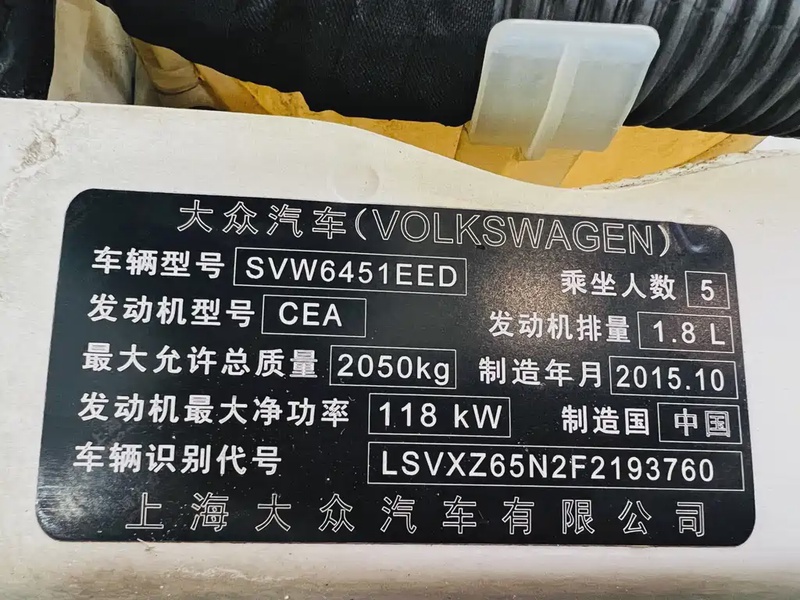 大众汽车(VOLKSWAGEN)
车辆型号 SVW6451EED 乘坐人数 5
发动机型号 CEA 发动机排量 1.8 L
最大允许总质量 2050kg 制造年月 2015.10
发动机最大净功率 118 kW 制造国 中国
车辆识别代号 LSVXZ65N2F2193760
上海大众汽车有限公司